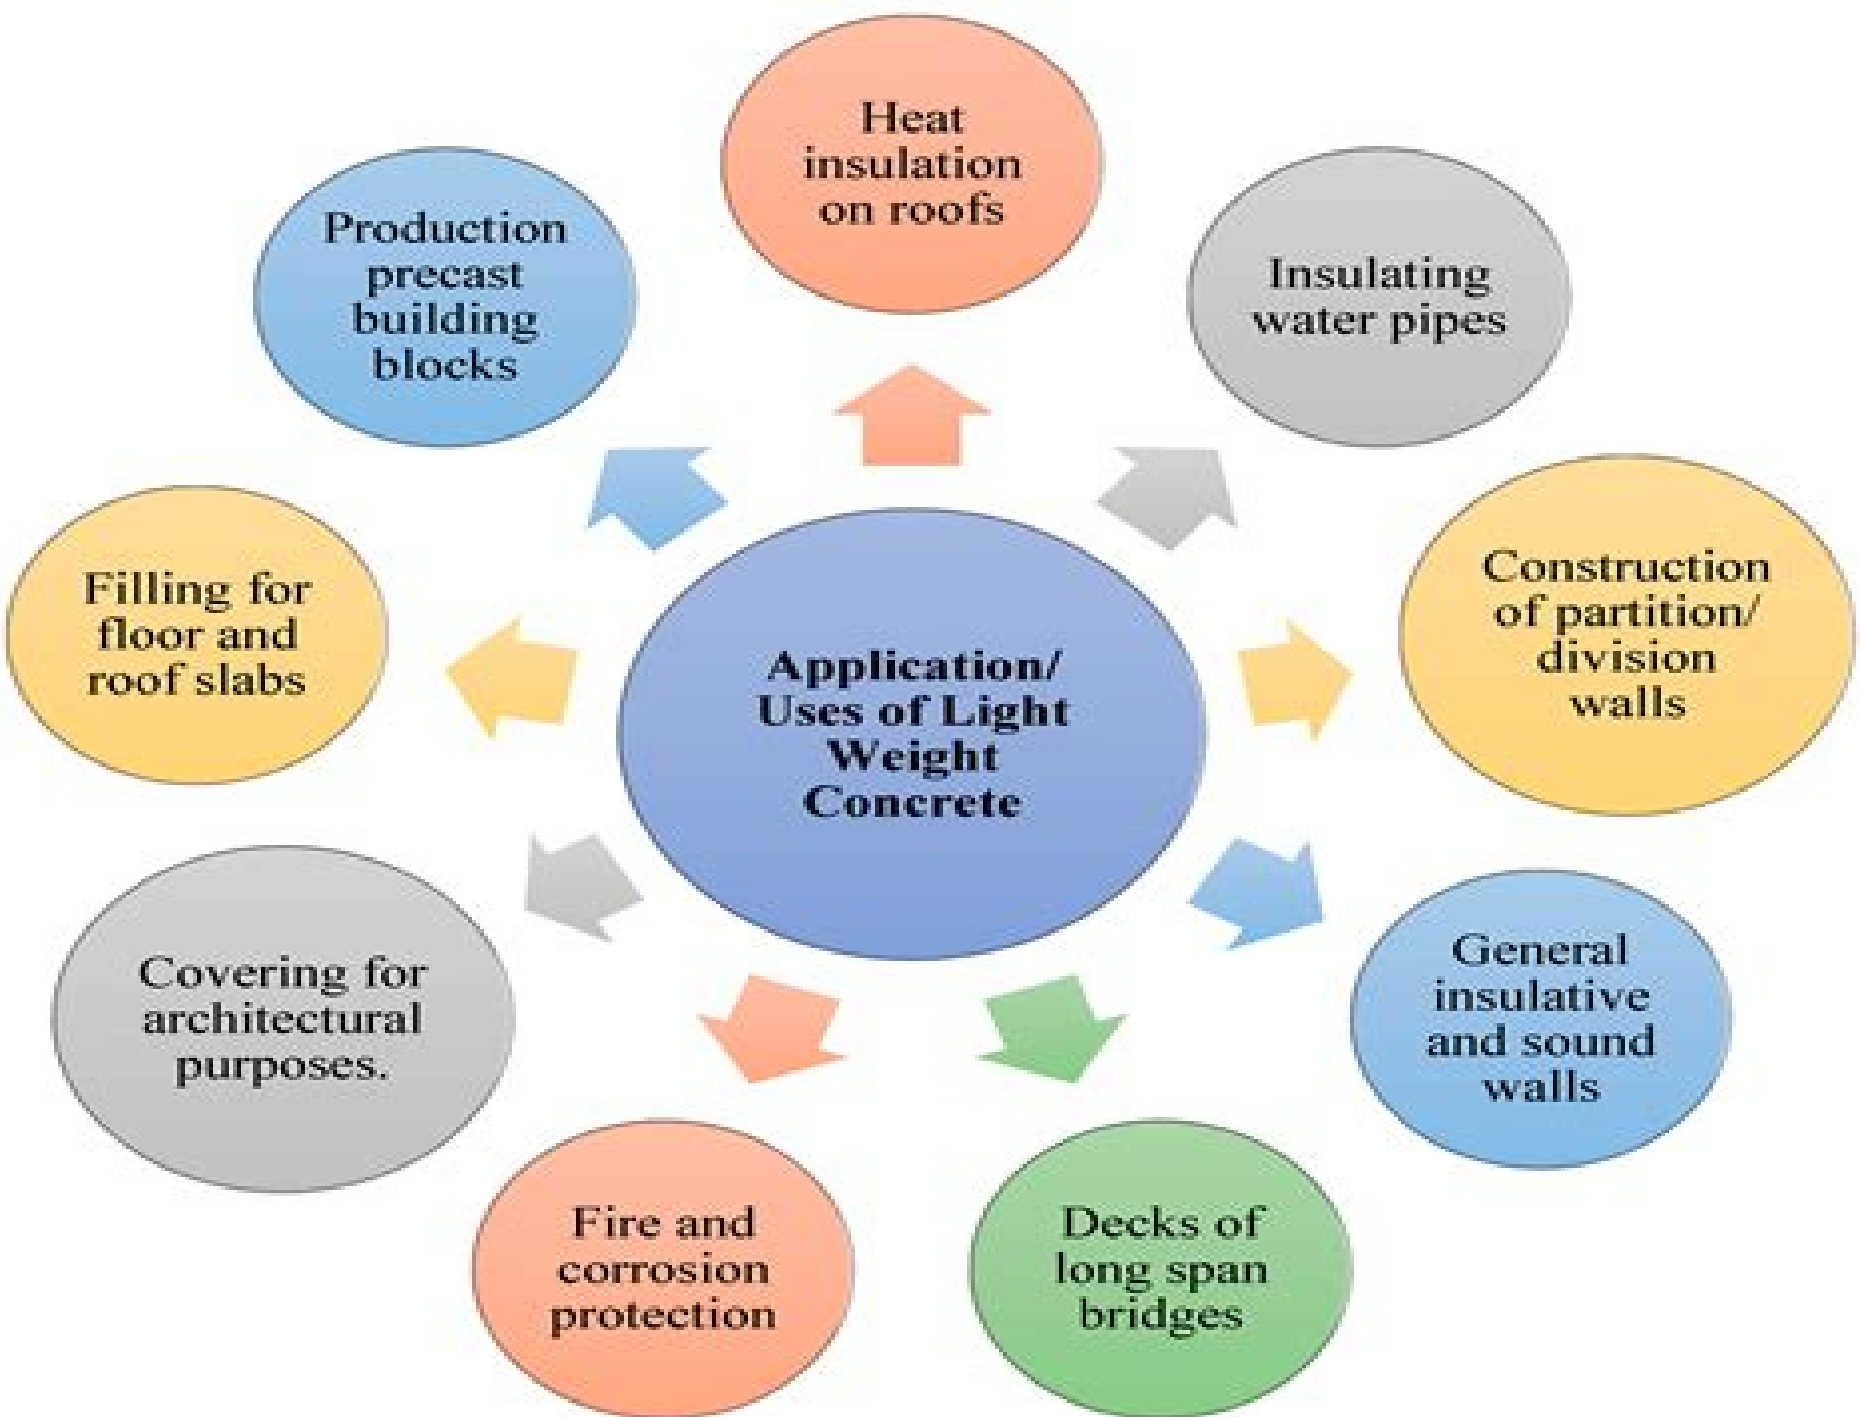 Heat
insulation
on roofs
Insulating
water pipes
Construction
of partition/
division
walls
General
insulative
and sound
walls
Decks of
long span
bridges
Fire and
corrosion
protection
Covering for
architectural
purposes.
Filling for
floor and
roof slabs
Production
precast
building
blocks
Application/
Uses of Light
Weight
Concrete